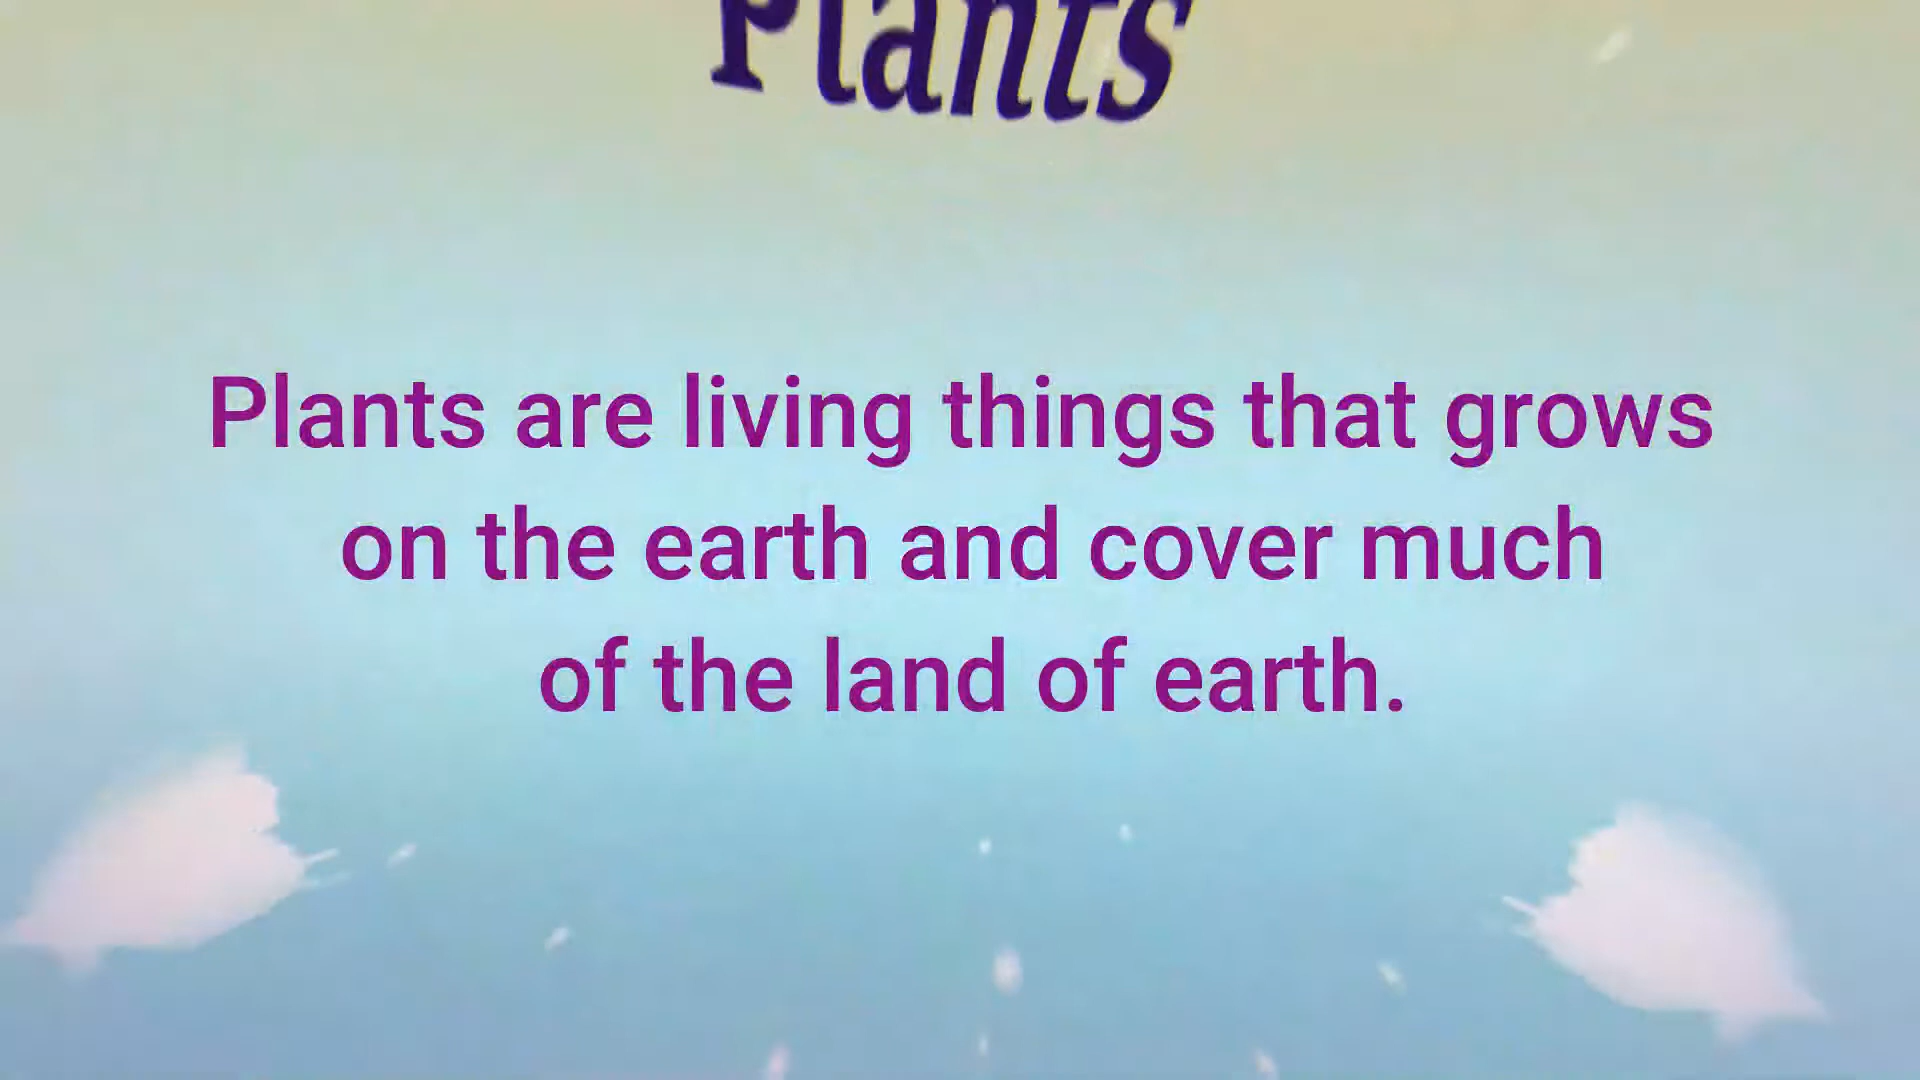 Plants
Plants are living things that grows
on the earth and cover much
of the land of earth.